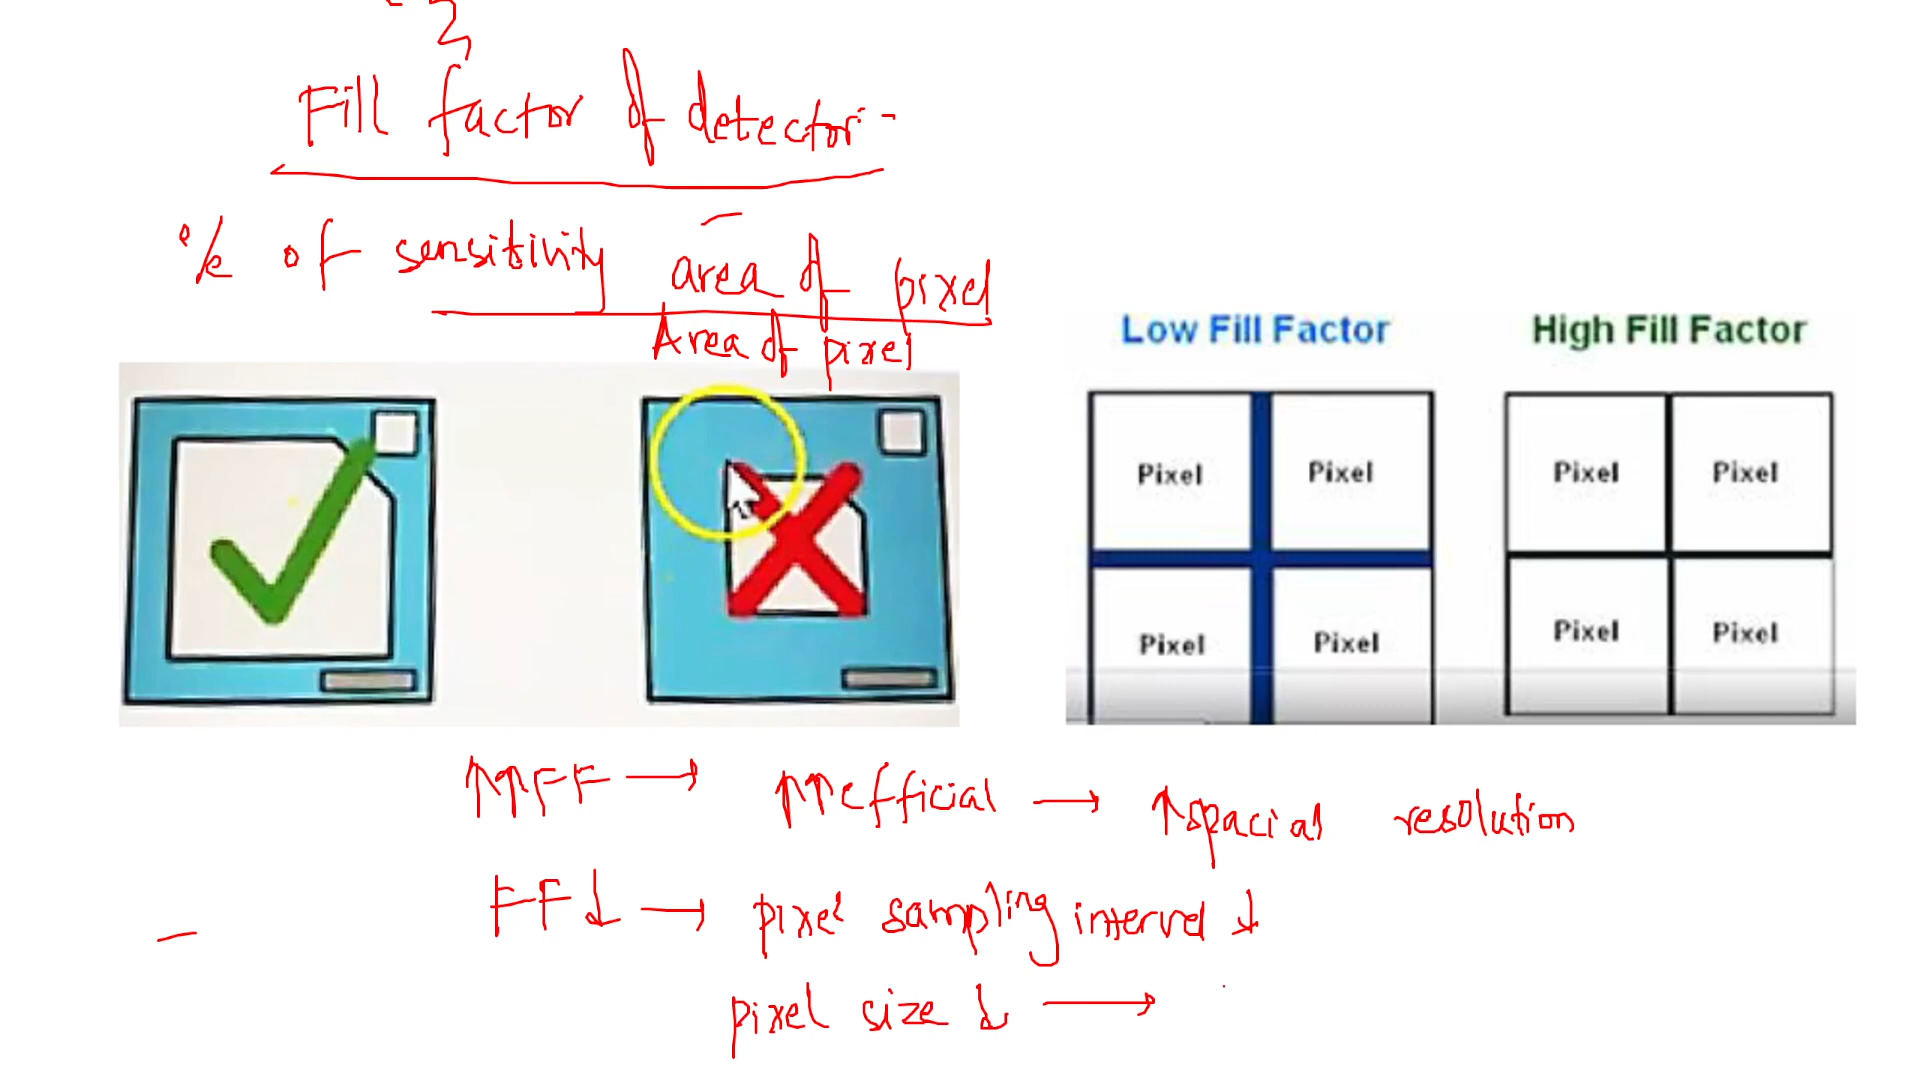 Fill factor of detector:-
% of sensitivity area of pixel
Area of pixel
Low Fill Factor
High Fill Factor
Pixel Pixel
Pixel Pixel
Pixel Pixel
Pixel Pixel
↑↑FF → ↑↑efficial → ↑spacial resolution
FF↓ → pixel sampling interval ↓
pixel size ↓ →